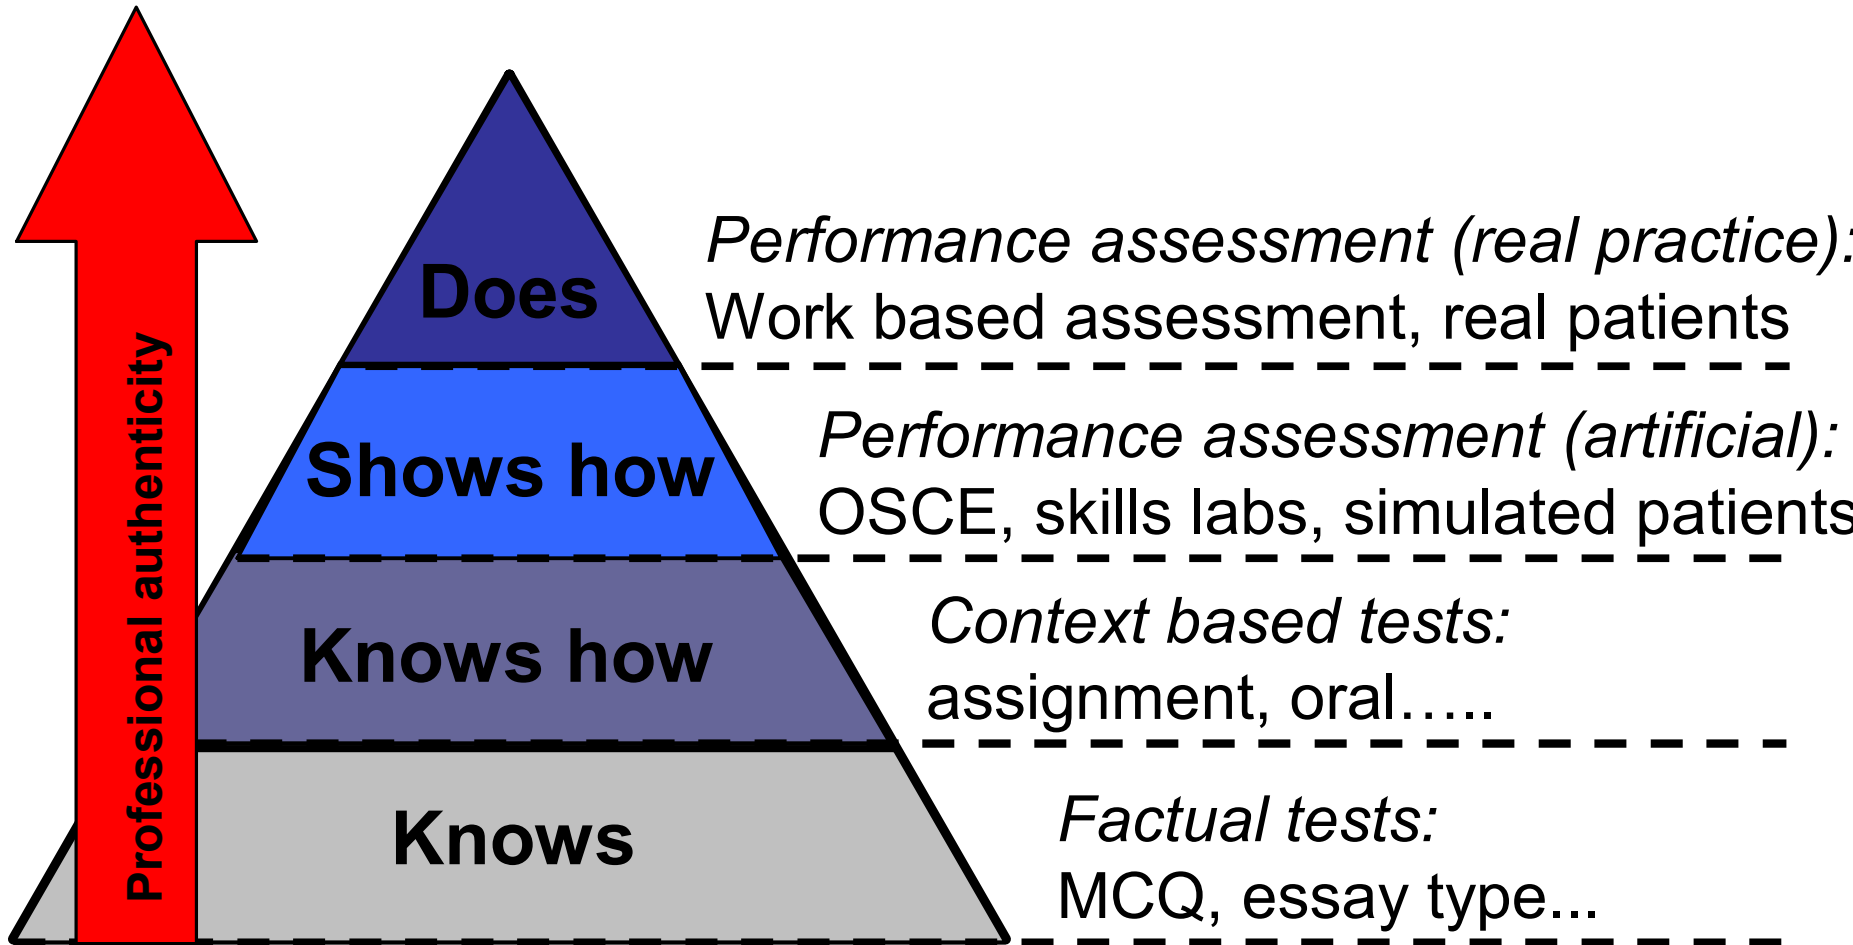 Professional authenticity
Does
Performance assessment (real practice):
Work based assessment, real patients
Shows how
Performance assessment (artificial):
OSCE, skills labs, simulated patients
Knows how
Context based tests:
assignment, oral…..
Knows
Factual tests:
MCQ, essay type...